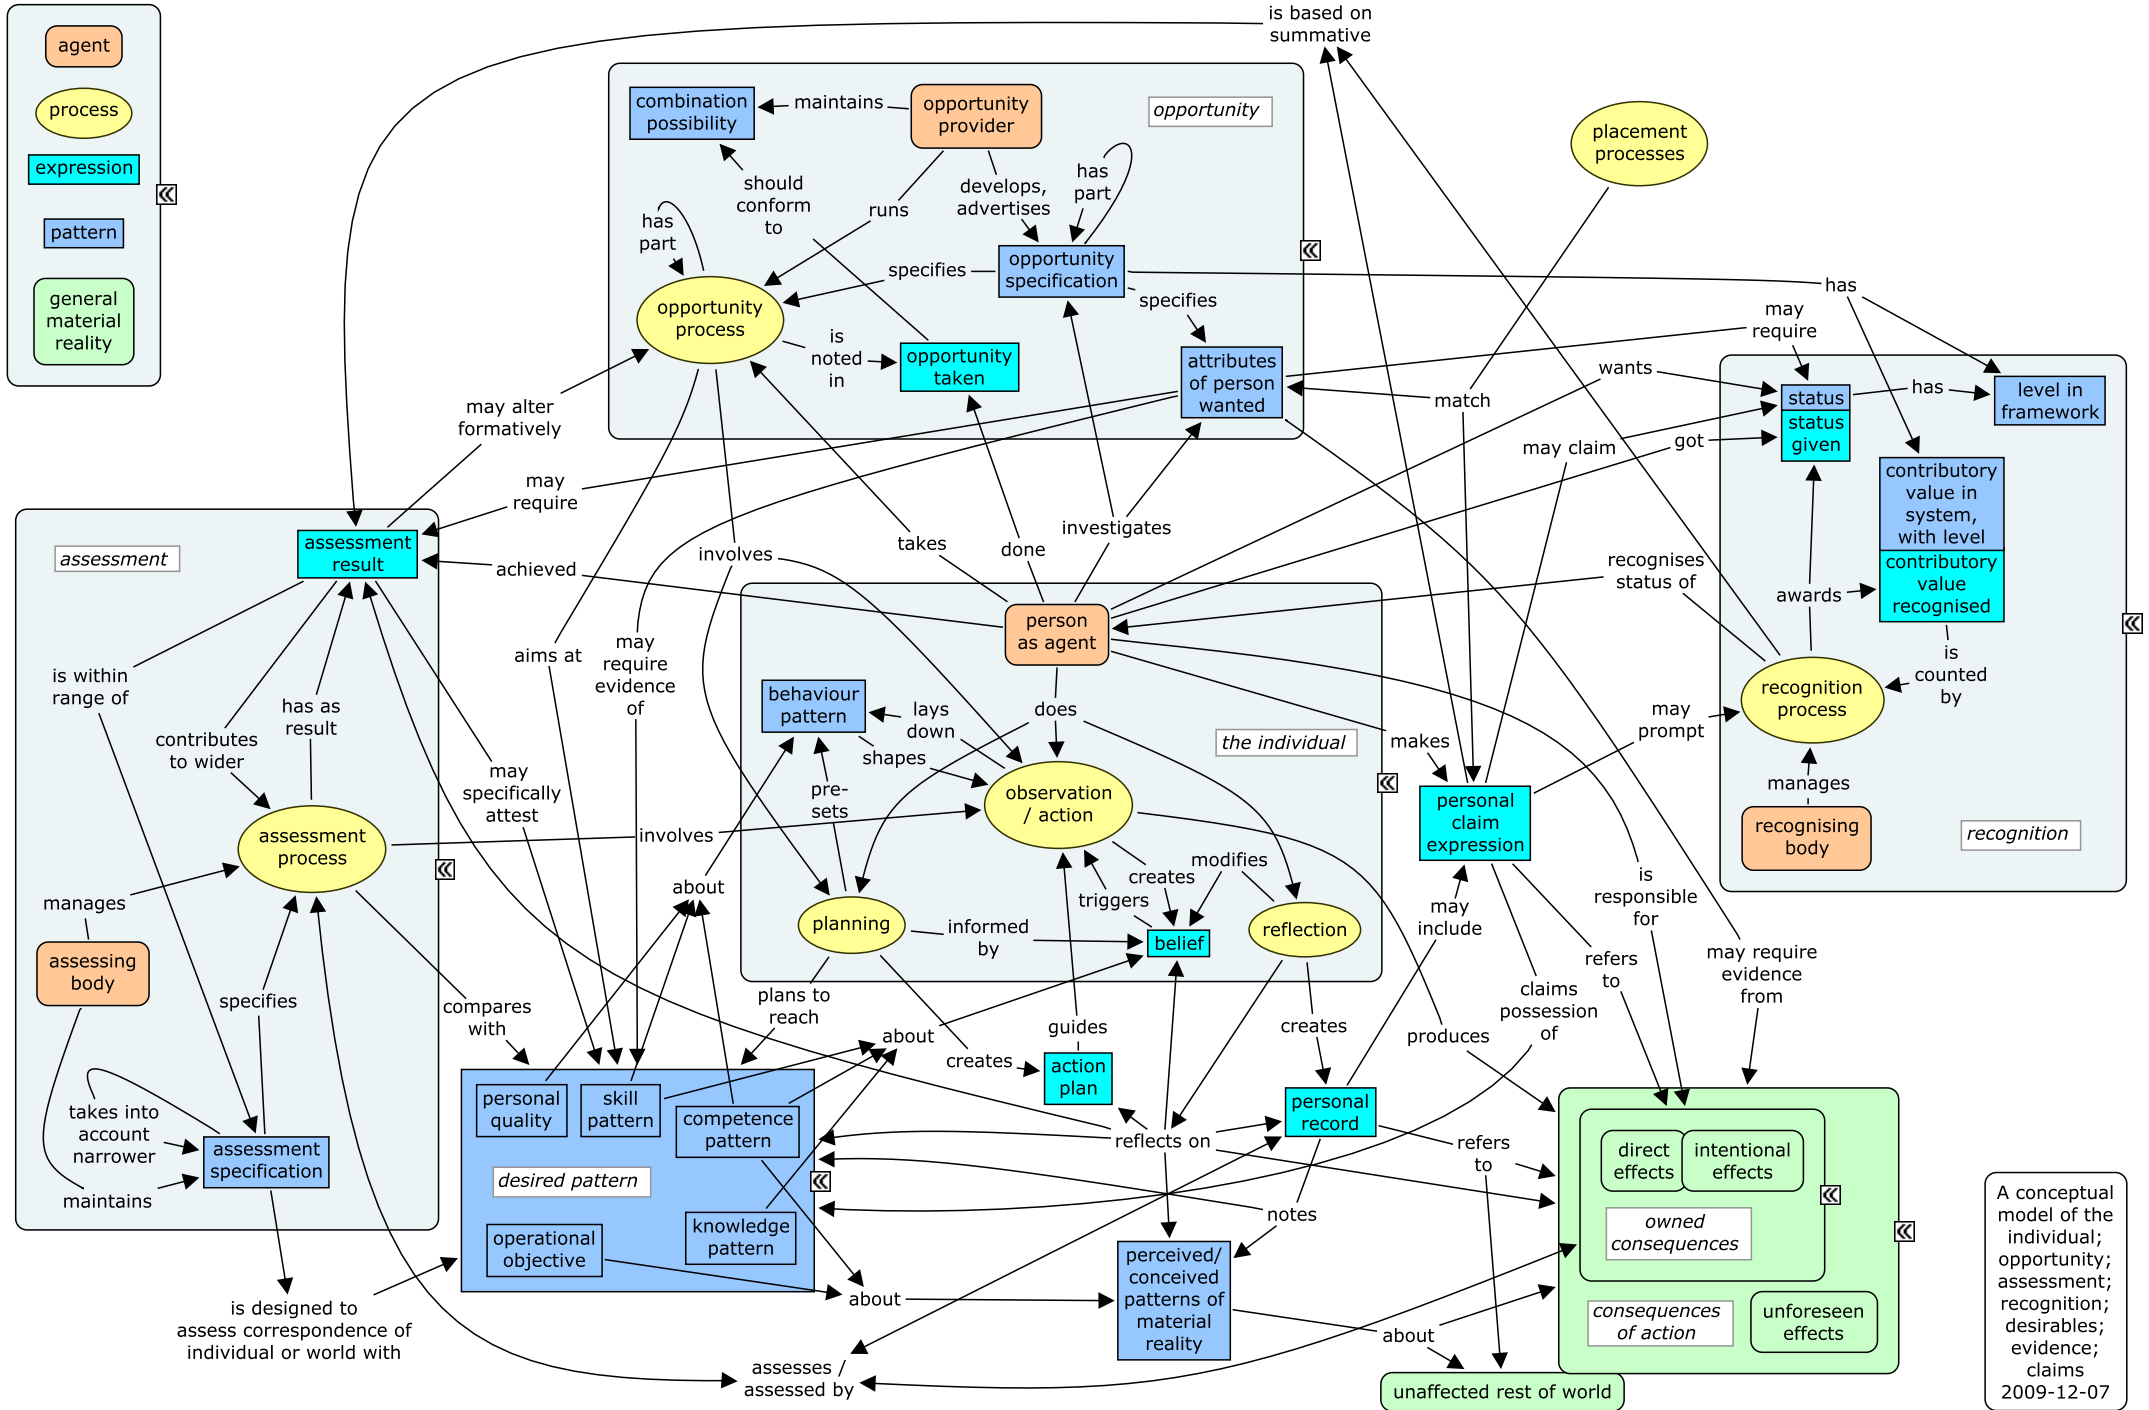 agent
process
expression
pattern
general
material
reality
is based on
summative
combination
possibility
maintains
opportunity
provider
opportunity
should
conform
to
develops,
advertises
has
part
has
part
runs
specifies
opportunity
specification
specifies
opportunity
process
is
noted
in
opportunity
taken
attributes
of person
wanted
placement
processes
has
may
require
wants
match
status
status
given
has
level in
framework
may claim
got
contributory
value in
system,
with level
contributory
value
recognised
recognises
status of
awards
is
counted
by
recognition
process
may
prompt
manages
recognising
body
recognition
may alter
formatively
may
require
assessment
assessment
result
achieved
involves
takes
done
investigates
is within
range of
has as
result
contributes
to wider
assessment
process
manages
assessing
body
specifies
compares
with
takes into
account
narrower
assessment
specification
maintains
is designed to
assess correspondence of
individual or world with
aims at
may
require
evidence
of
may
specifically
attest
involves
about
person
as agent
behaviour
pattern
lays
down
shapes
does
the individual
pre-
sets
observation
/ action
modifies
creates
triggers
planning
informed
by
belief
reflection
makes
personal
claim
expression
may
include
is
responsible
for
refers
to
claims
possession
of
may require
evidence
from
plans to
reach
about
creates
guides
action
plan
creates
produces
personal
record
reflects on
refers
to
notes
personal
quality
skill
pattern
competence
pattern
desired pattern
operational
objective
knowledge
pattern
about
perceived/
conceived
patterns of
material
reality
about
assesses /
assessed by
direct
effects
intentional
effects
owned
consequences
consequences
of action
unforeseen
effects
unaffected rest of world
A conceptual
model of the
individual;
opportunity;
assessment;
recognition;
desirables;
evidence;
claims
2009-12-07